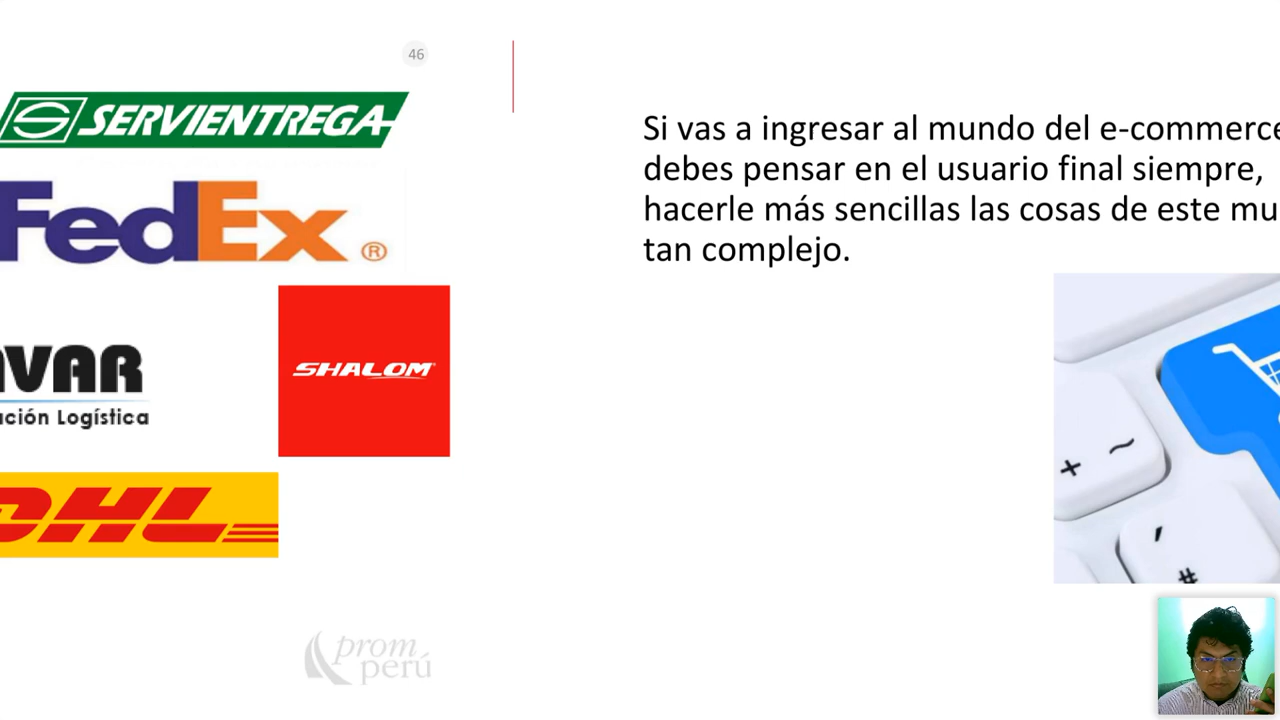 46
SERVIENTREGA
FedEx ®
VAR
ción Logística
SHALOM
DHL
prom
perú
Si vas a ingresar al mundo del e-commerce
debes pensar en el usuario final siempre,
hacerle más sencillas las cosas de este mu
tan complejo.
+ ~
'
#